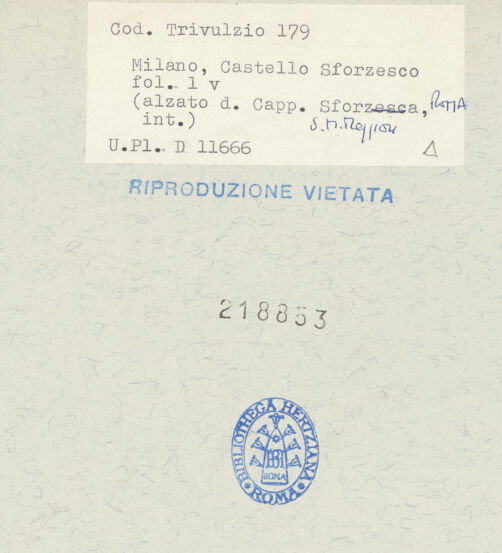 Cod. Trivulzio 179
Milano, Castello Sforzesco
fol. 1 v
(alzato d. Capp. Sforzesca, ROMA
int.) S.M. Maggiore
U.Pl. D 11666
RIPRODUZIONE VIETATA
218853
BIBLIOTHECA HERTZIANA
ROMA
ROMA